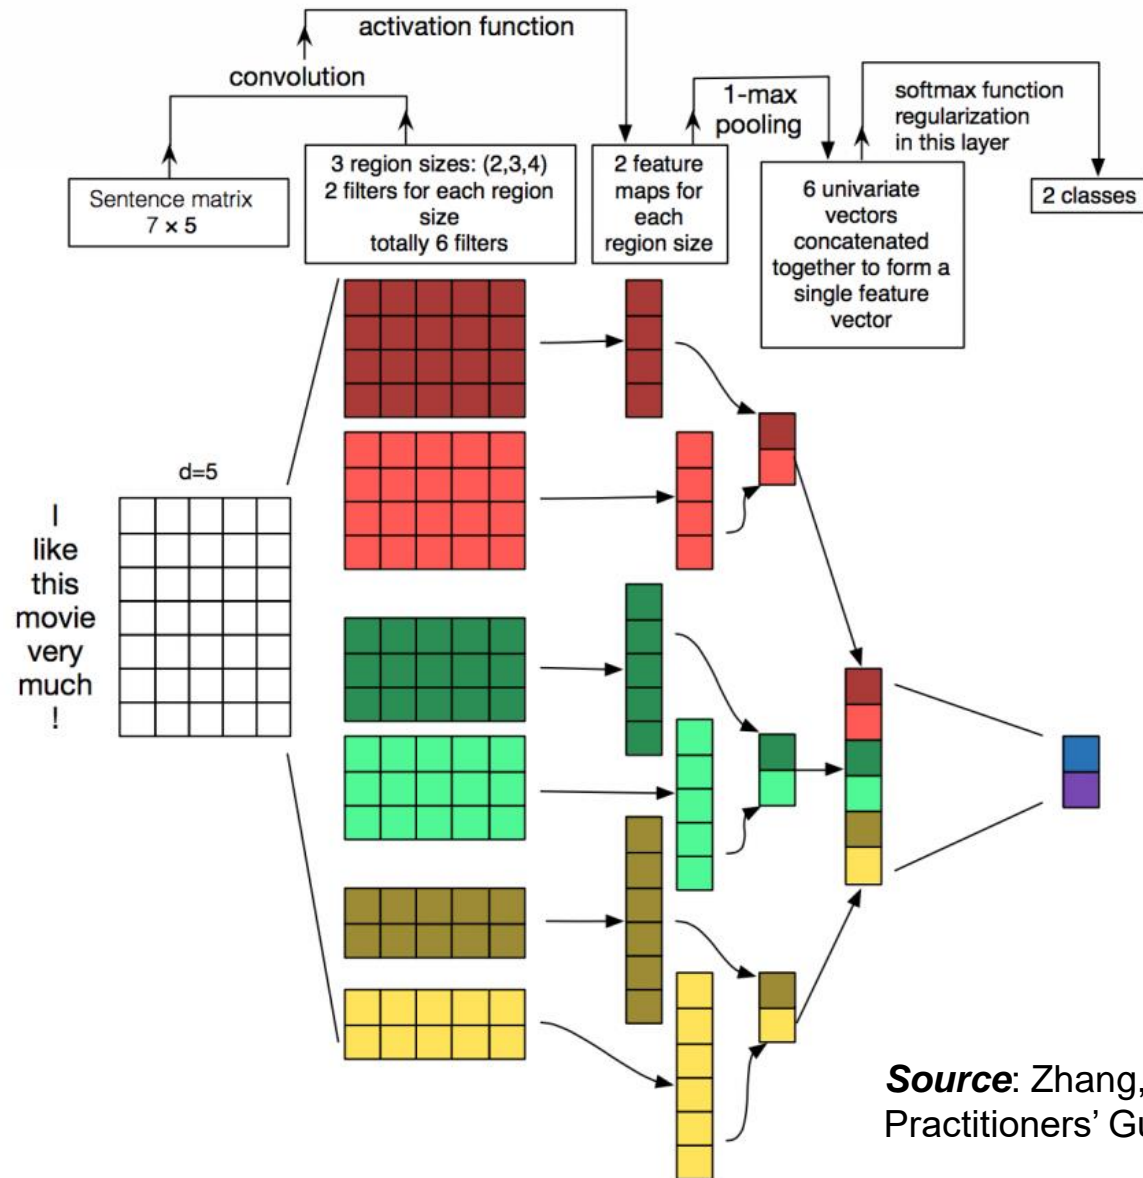 activation function
convolution
1-max
pooling
softmax function
regularization
in this layer
Sentence matrix
7 × 5
3 region sizes: (2,3,4)
2 filters for each region
size
totally 6 filters
2 feature
maps for
each
region size
6 univariate
vectors
concatenated
together to form a
single feature
vector
2 classes
d=5
I
like
this
movie
very
much
!
Source: Zhang,
Practitioners’